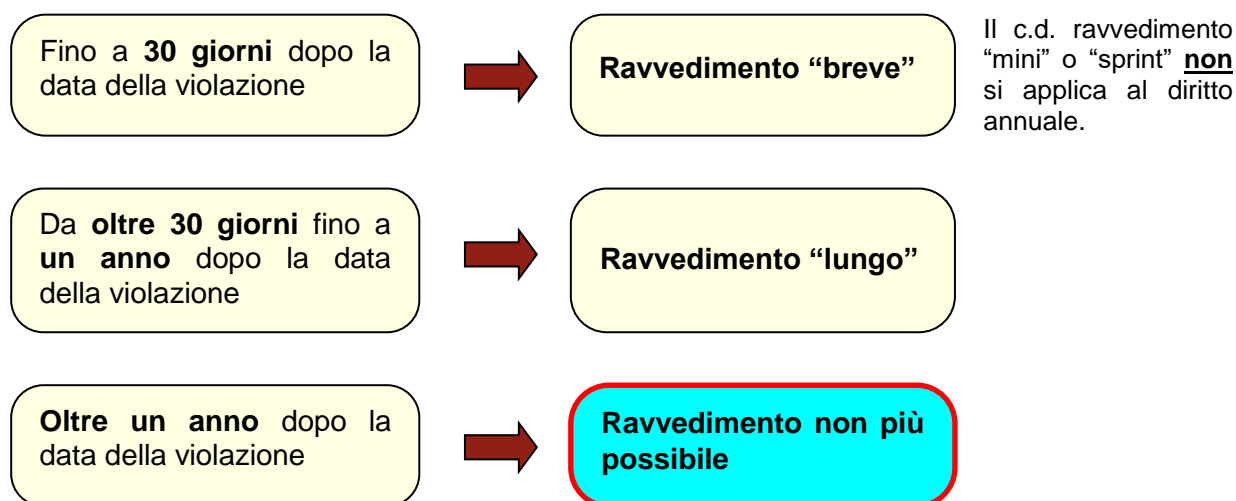 Fino a 30 giorni dopo la
data della violazione
Ravvedimento “breve”
Il c.d. ravvedimento
“mini” o “sprint” non
si applica al diritto
annuale.
Da oltre 30 giorni fino a
un anno dopo la data
della violazione
Ravvedimento “lungo”
Oltre un anno dopo la
data della violazione
Ravvedimento non più
possibile